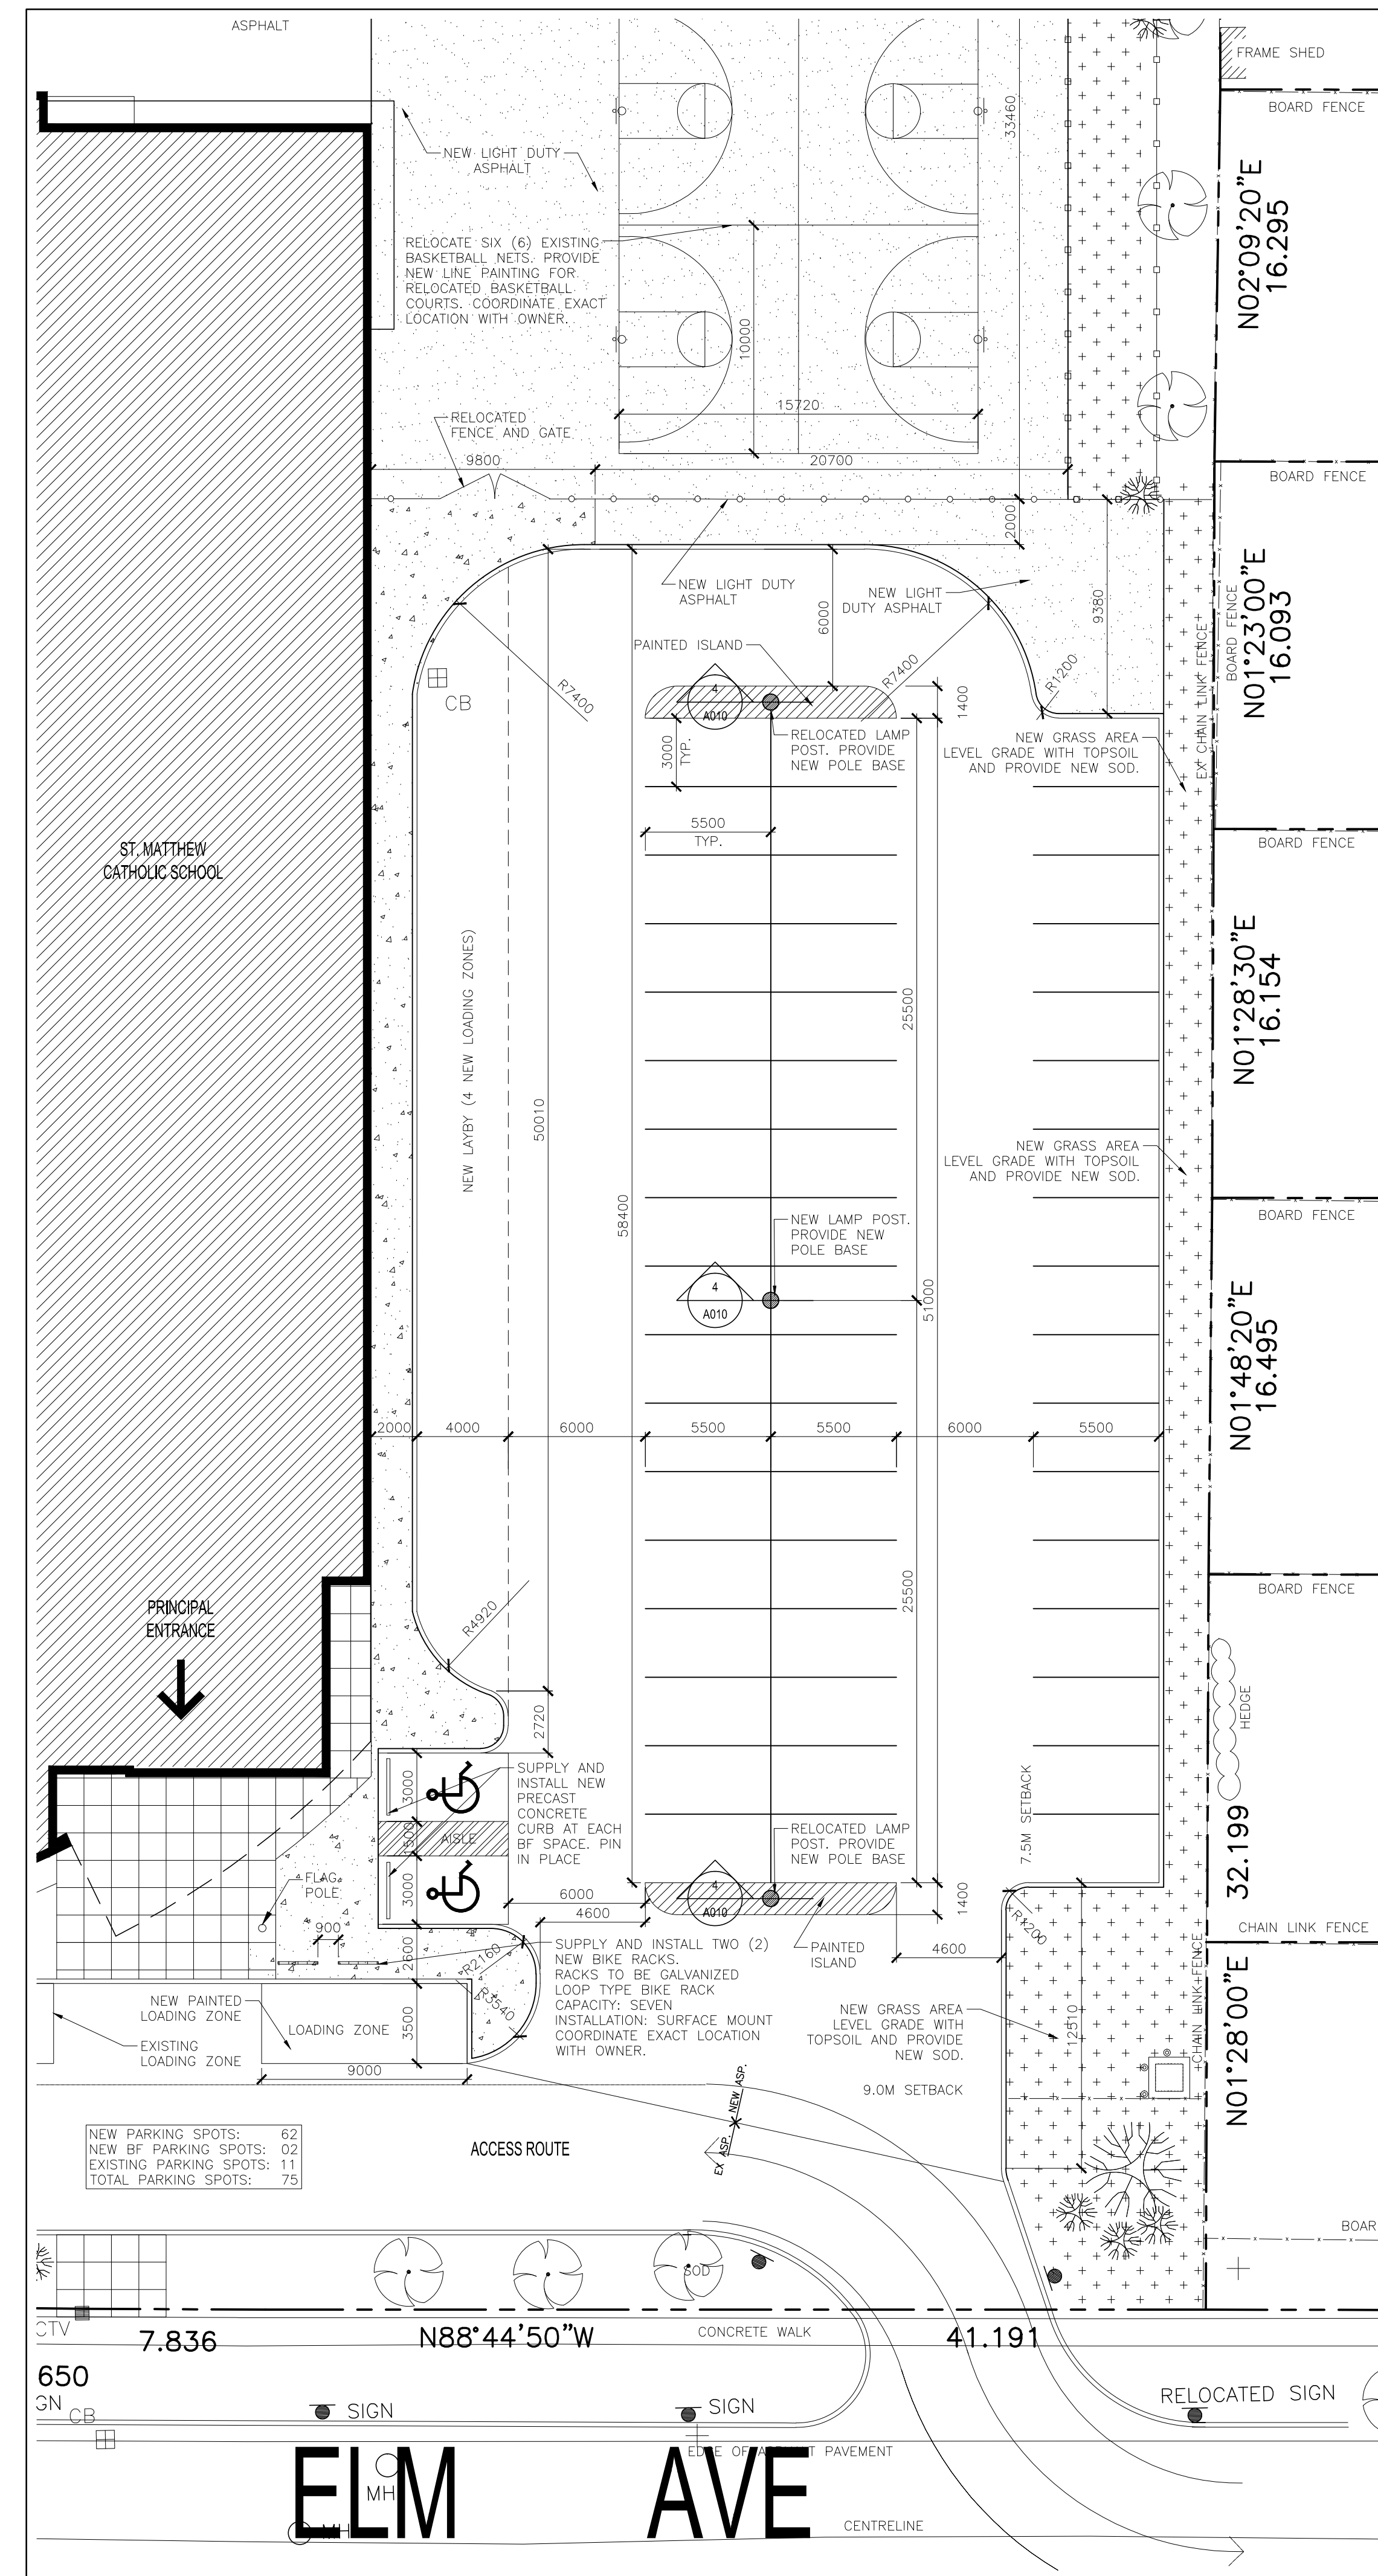 ASPHALT
FRAME SHED
BOARD FENCE
33460
NEW LIGHT DUTY
ASPHALT
N02°09'20"E
16.295
RELOCATE SIX (6) EXISTING
BASKETBALL NETS. PROVIDE
NEW LINE PAINTING FOR
RELOCATED BASKETBALL
COURTS. COORDINATE EXACT
LOCATION WITH OWNER.
10000
15720
RELOCATED
FENCE AND GATE
9800
20700
BOARD FENCE
2000
NEW LIGHT DUTY
ASPHALT
NEW LIGHT
DUTY ASPHALT
6000
9380
BOARD FENCE
EX CHAIN LINK FENCE
N01°23'00"E
16.093
PAINTED ISLAND
R7400
R7400
R1200
CB
4
A010
1400
RELOCATED LAMP
POST. PROVIDE
NEW POLE BASE
3000
TYP.
NEW GRASS AREA
LEVEL GRADE WITH TOPSOIL
AND PROVIDE NEW SOD.
5500
TYP.
BOARD FENCE
ST. MATTHEW
CATHOLIC SCHOOL
NEW LAYBY (4 NEW LOADING ZONES)
25500
N01°28'30"E
16.154
50010
NEW GRASS AREA
LEVEL GRADE WITH TOPSOIL
AND PROVIDE NEW SOD.
58400
BOARD FENCE
NEW LAMP POST.
PROVIDE NEW
POLE BASE
4
A010
51000
N01°48'20"E
16.495
2000
4000
6000
5500
5500
6000
5500
25500
BOARD FENCE
PRINCIPAL
ENTRANCE
R4920
HEDGE
2720
3000
1500
AISLE
3000
SUPPLY AND
INSTALL NEW
PRECAST
CONCRETE
CURB AT EACH
BF SPACE. PIN
IN PLACE
RELOCATED LAMP
POST. PROVIDE
NEW POLE BASE
7.5M SETBACK
32.199
FLAG
POLE
6000
4600
4
A010
1400
R1200
900
2600
R2160
R3540
SUPPLY AND INSTALL TWO (2)
NEW BIKE RACKS.
RACKS TO BE GALVANIZED
LOOP TYPE BIKE RACK
CAPACITY: SEVEN
INSTALLATION: SURFACE MOUNT
COORDINATE EXACT LOCATION
WITH OWNER.
PAINTED
ISLAND
4600
CHAIN LINK FENCE
CHAIN LINK FENCE
N01°28'00"E
NEW PAINTED
LOADING ZONE
LOADING ZONE
3500
EXISTING
LOADING ZONE
9000
NEW GRASS AREA
LEVEL GRADE WITH
TOPSOIL AND PROVIDE
NEW SOD.
12510
9.0M SETBACK
NEW ASP.
EX ASP.
NEW PARKING SPOTS: 62
NEW BF PARKING SPOTS: 02
EXISTING PARKING SPOTS: 11
TOTAL PARKING SPOTS: 75
ACCESS ROUTE
BOAR
SOD
CTV
7.836
N88°44'50"W
CONCRETE WALK
41.191
650
GN
CB
SIGN
SIGN
RELOCATED SIGN
EDGE OF PAVEMENT
ELM AVE
MH
MH
CENTRELINE